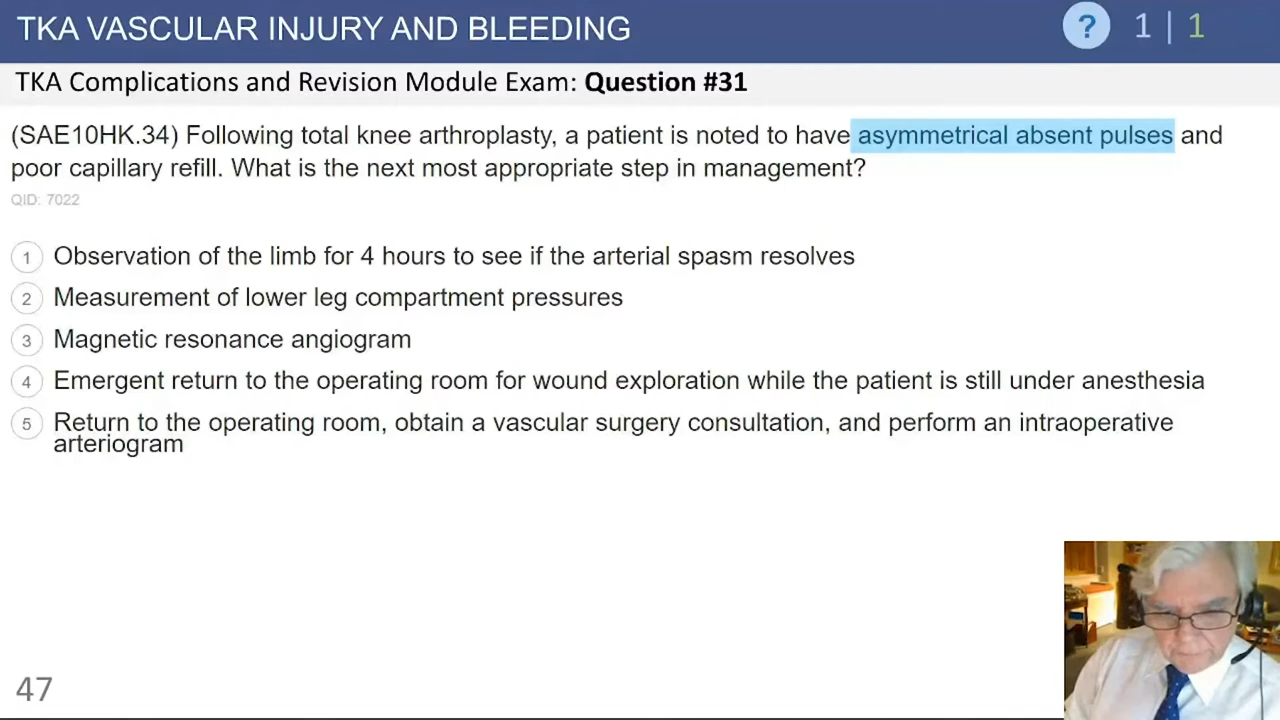 TKA VASCULAR INJURY AND BLEEDING
? 1 | 1
TKA Complications and Revision Module Exam: Question #31
(SAE10HK.34) Following total knee arthroplasty, a patient is noted to have asymmetrical absent pulses and
poor capillary refill. What is the next most appropriate step in management?
QID: 7022
1 Observation of the limb for 4 hours to see if the arterial spasm resolves
2 Measurement of lower leg compartment pressures
3 Magnetic resonance angiogram
4 Emergent return to the operating room for wound exploration while the patient is still under anesthesia
5 Return to the operating room, obtain a vascular surgery consultation, and perform an intraoperative
arteriogram
47